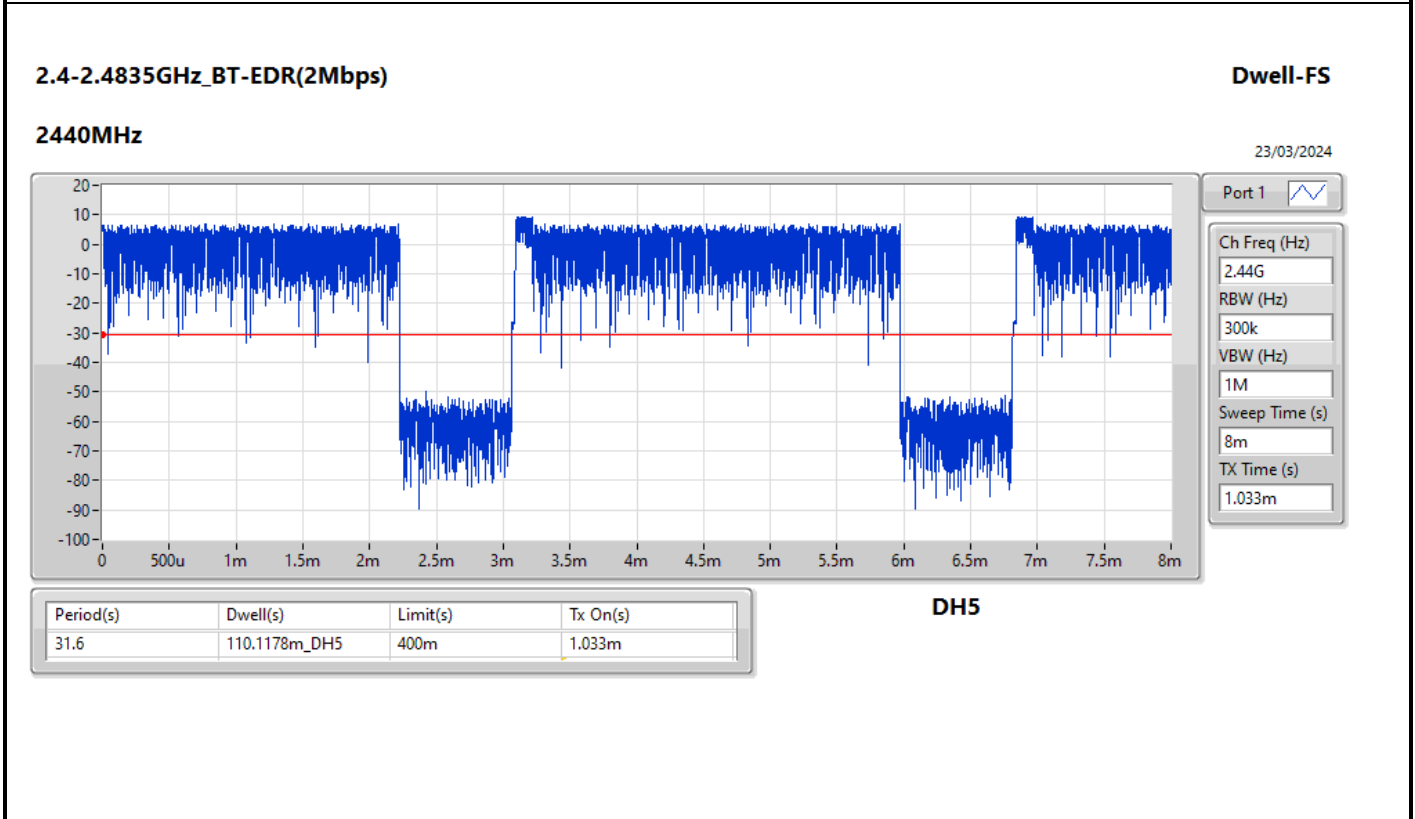 2.4-2.4835GHz_BT-EDR(2Mbps)
Dwell-FS
2440MHz
23/03/2024
20
10
0
-10
-20
-30
-40
-50
-60
-70
-80
-90
-100
0 500u 1m 1.5m 2m 2.5m 3m 3.5m 4m 4.5m 5m 5.5m 6m 6.5m 7m 7.5m 8m
Port 1
Ch Freq (Hz)
2.44G
RBW (Hz)
300k
VBW (Hz)
1M
Sweep Time (s)
8m
TX Time (s)
1.033m
Period(s) Dwell(s) Limit(s) Tx On(s)
31.6 110.1178m_DH5 400m 1.033m
DH5